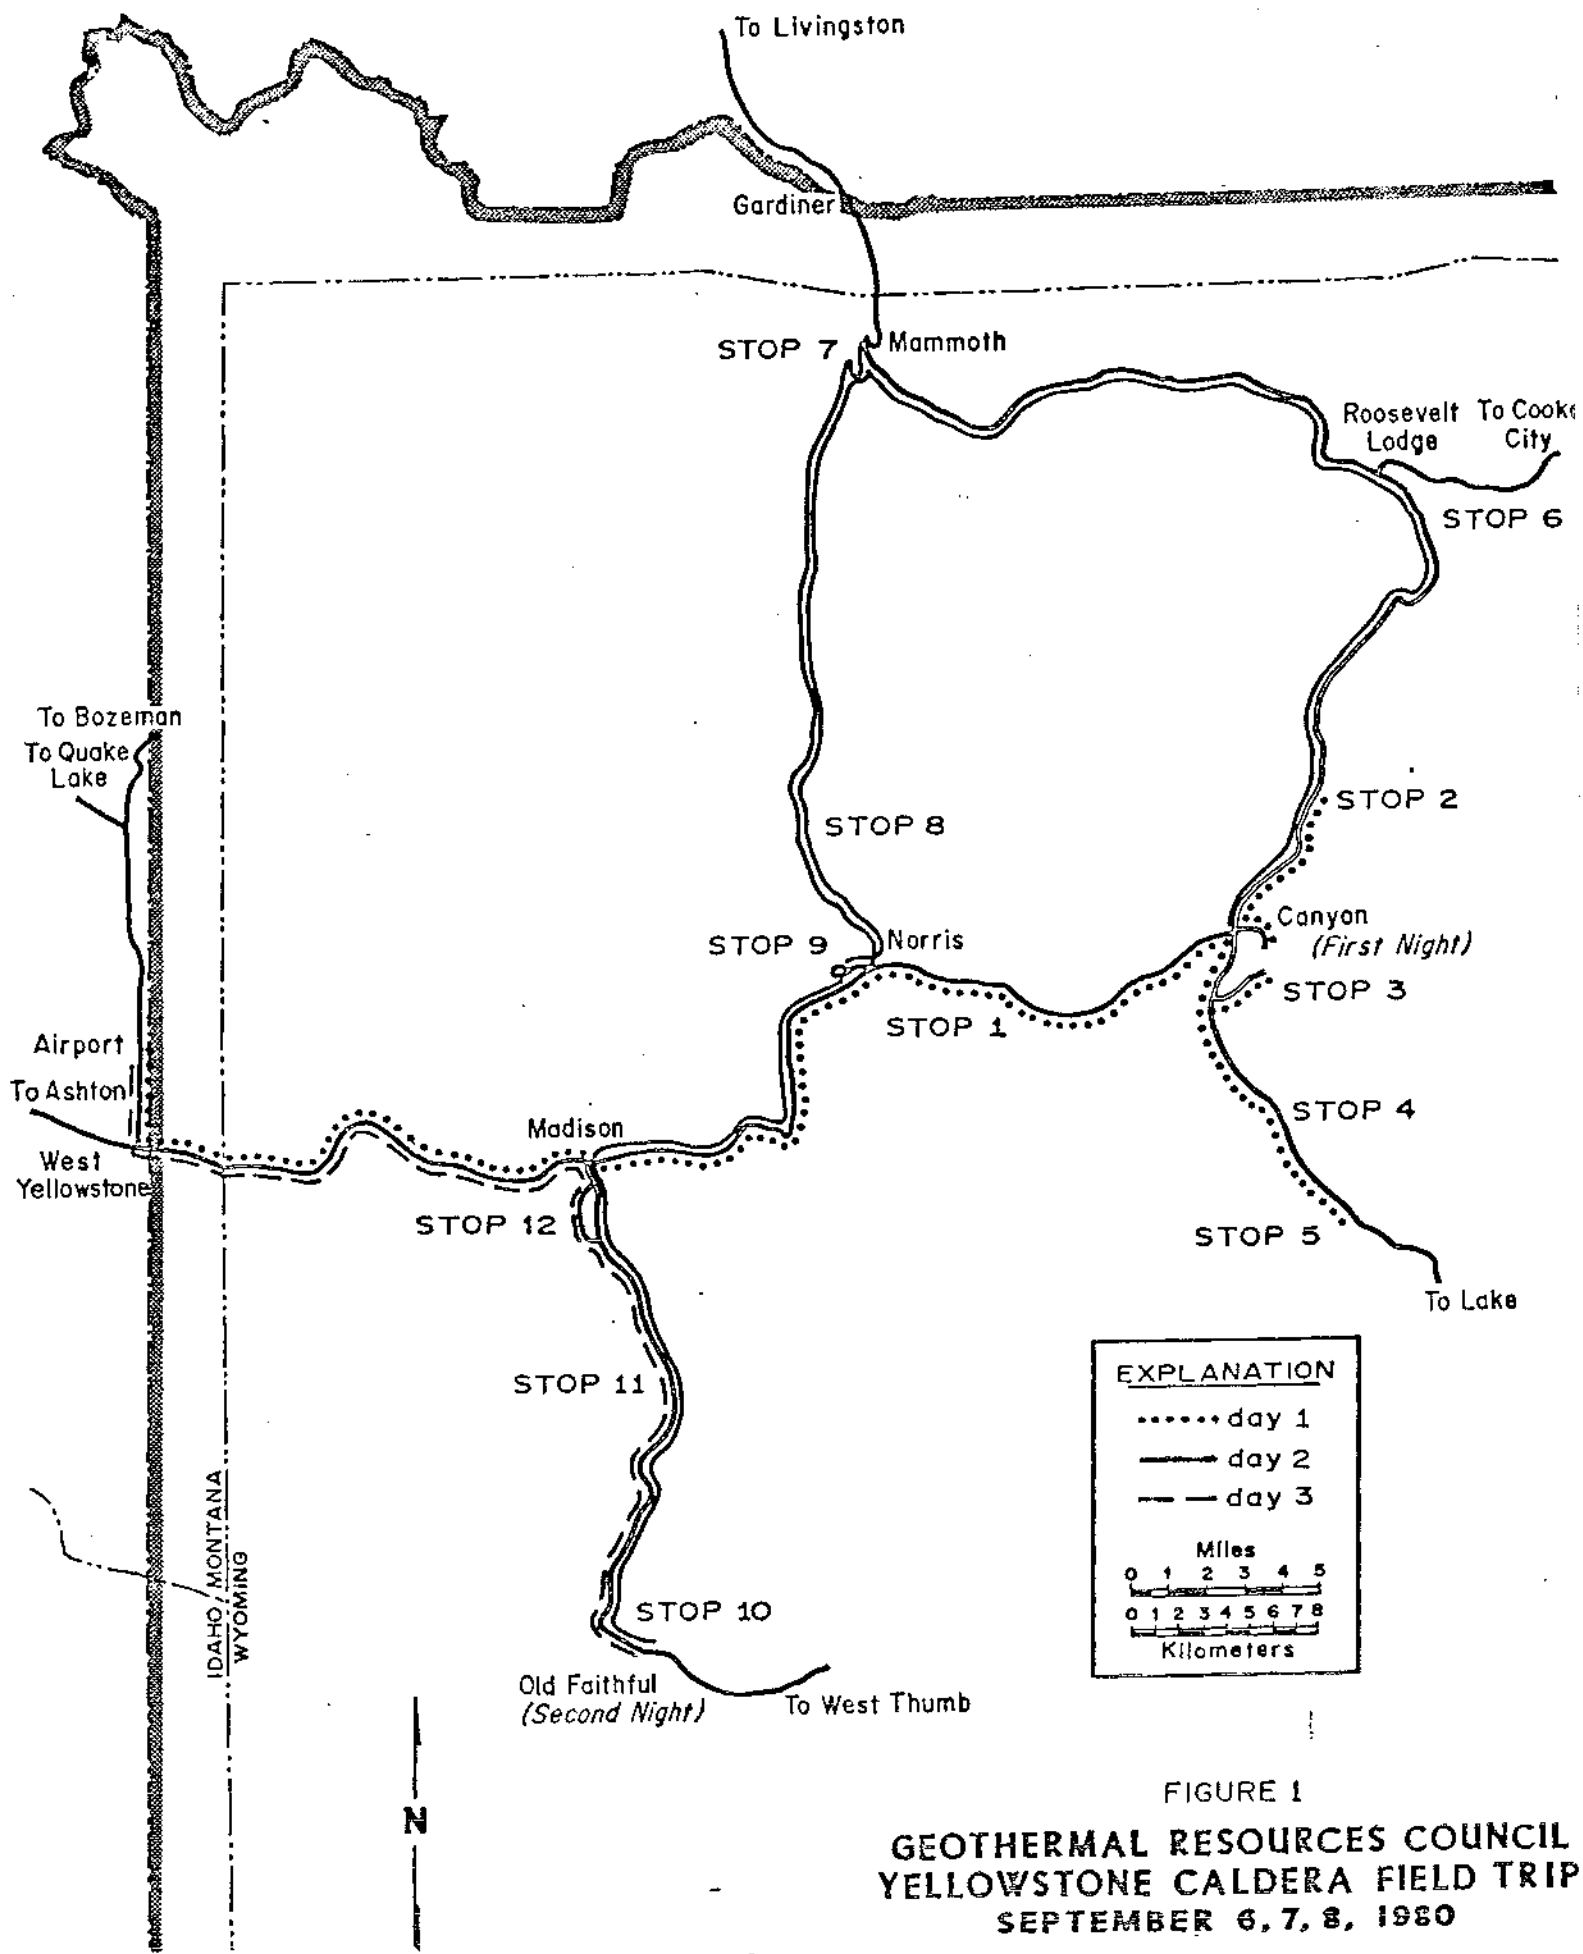 To Livingston
Gardiner
STOP 7
Mammoth
Roosevelt
Lodge
To Cooke
City
STOP 6
To Bozeman
To Quake
Lake
STOP 2
STOP 8
Canyon
(First Night)
STOP 9
Norris
STOP 3
STOP 1
Airport
To Ashton
STOP 4
Madison
West
Yellowstone
STOP 12
STOP 5
To Lake
EXPLANATION
day 1
day 2
day 3
Miles
0 1 2 3 4 5
0 1 2 3 4 5 6 7 8
Kilometers
STOP 11
IDAHO MONTANA
WYOMING
STOP 10
Old Faithful
(Second Night)
To West Thumb
N
FIGURE 1
GEOTHERMAL RESOURCES COUNCIL
YELLOWSTONE CALDERA FIELD TRIP
SEPTEMBER 6, 7, 8, 1980